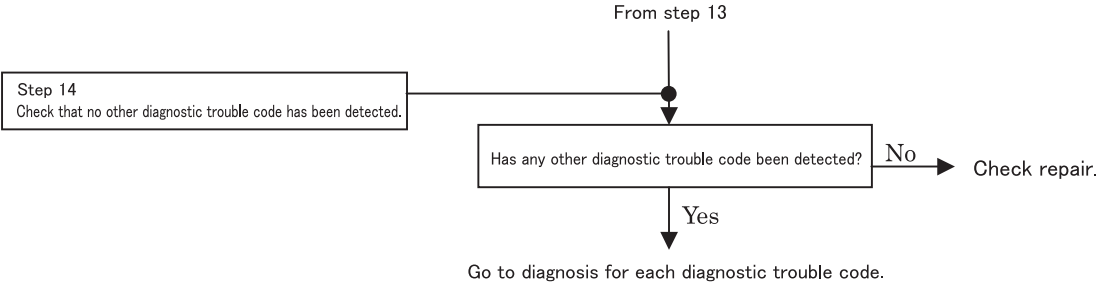 From step 13
Step 14
Check that no other diagnostic trouble code has been detected.
Has any other diagnostic trouble code been detected?
No
Check repair.
Yes
Go to diagnosis for each diagnostic trouble code.